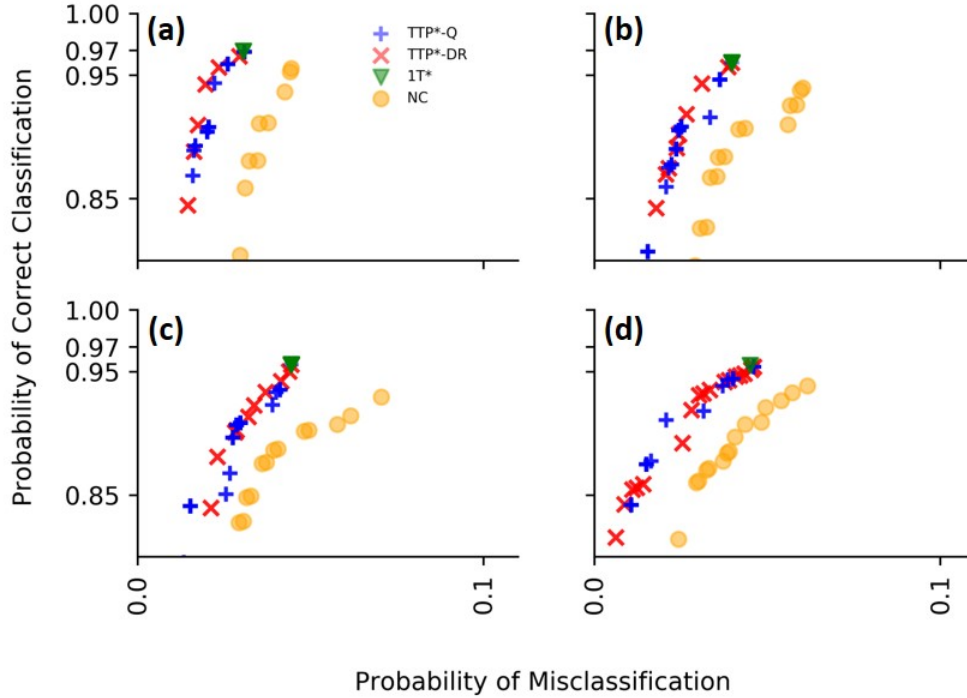 1.00
0.97
0.95
0.85
(a)
TTP*-Q
TTP*-DR
1T*
NC
(b)
1.00
0.97
0.95
0.85
(c)
(d)
0.0
0.1
0.0
0.1
Probability of Correct Classification
Probability of Misclassification